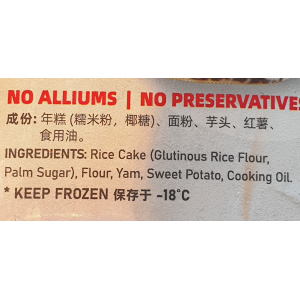 NO ALLIUMS | NO PRESERVATIVES
成份: 年糕 (糯米粉，椰糖)、面粉、芋头、红薯、
食用油。
INGREDIENTS: Rice Cake (Glutinous Rice Flour,
Palm Sugar), Flour, Yam, Sweet Potato, Cooking Oil.
* KEEP FROZEN 保存于 -18°C